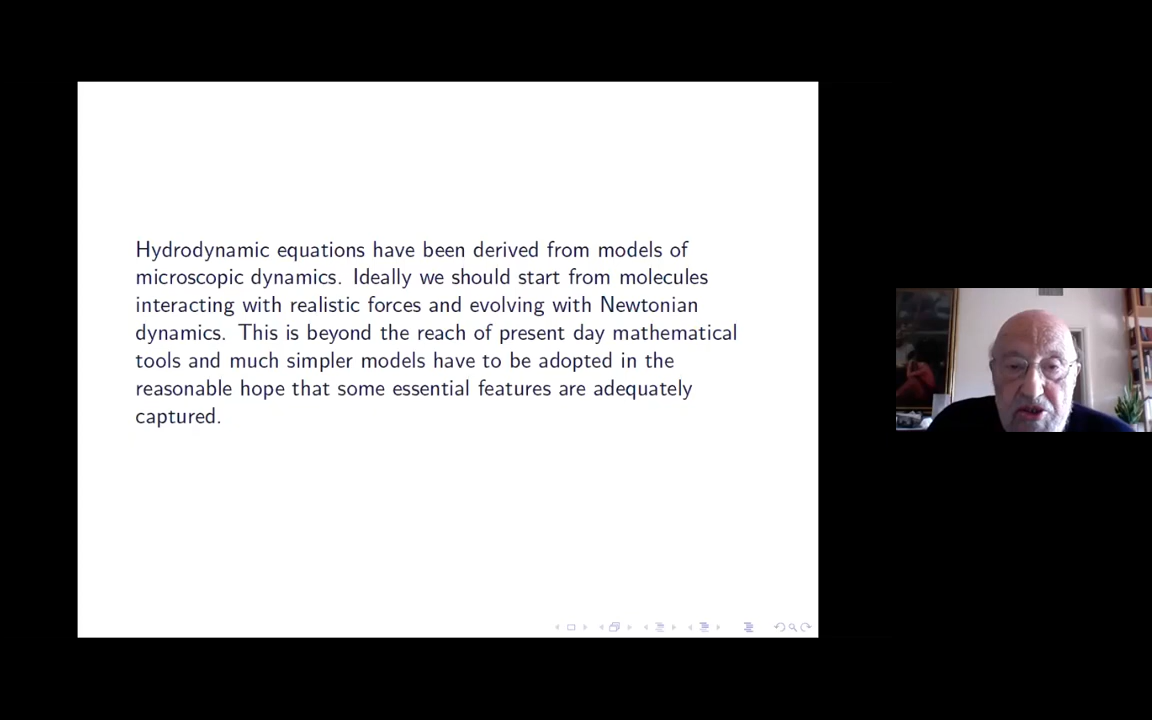 Hydrodynamic equations have been derived from models of
microscopic dynamics. Ideally we should start from molecules
interacting with realistic forces and evolving with Newtonian
dynamics. This is beyond the reach of present day mathematical
tools and much simpler models have to be adopted in the
reasonable hope that some essential features are adequately
captured.